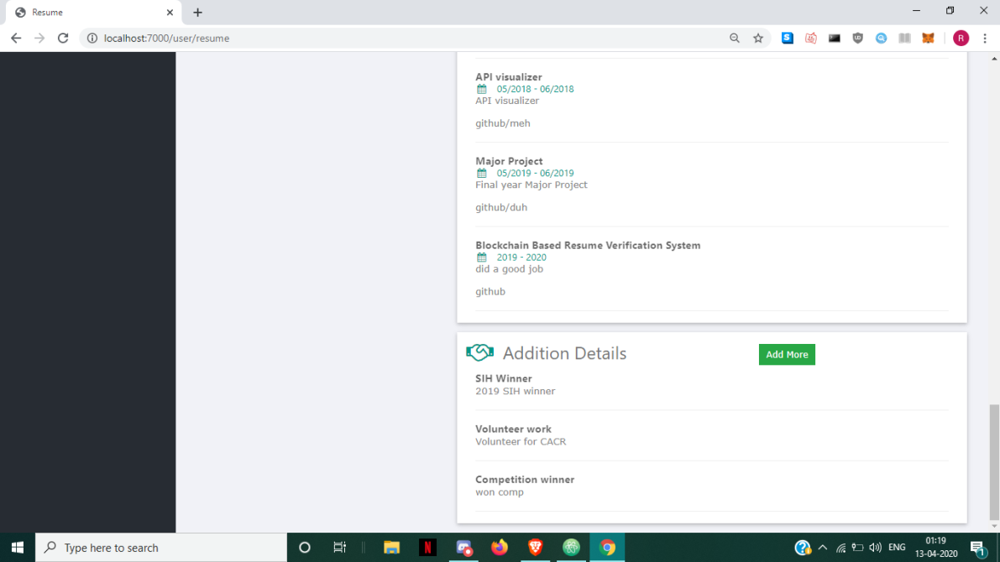 Resume
localhost:7000/user/resume
S
UD
R
API visualizer
05/2018 - 06/2018
API visualizer
github/meh
Major Project
05/2019 - 06/2019
Final year Major Project
github/duh
Blockchain Based Resume Verification System
2019 - 2020
did a good job
github
Addition Details
Add More
SIH Winner
2019 SIH winner
Volunteer work
Volunteer for CACR
Competition winner
won comp
Type here to search
N
ENG
01:19
13-04-2020
1